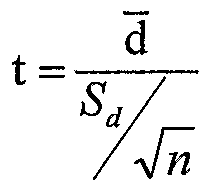 t = d̅ / (S_d / √n)